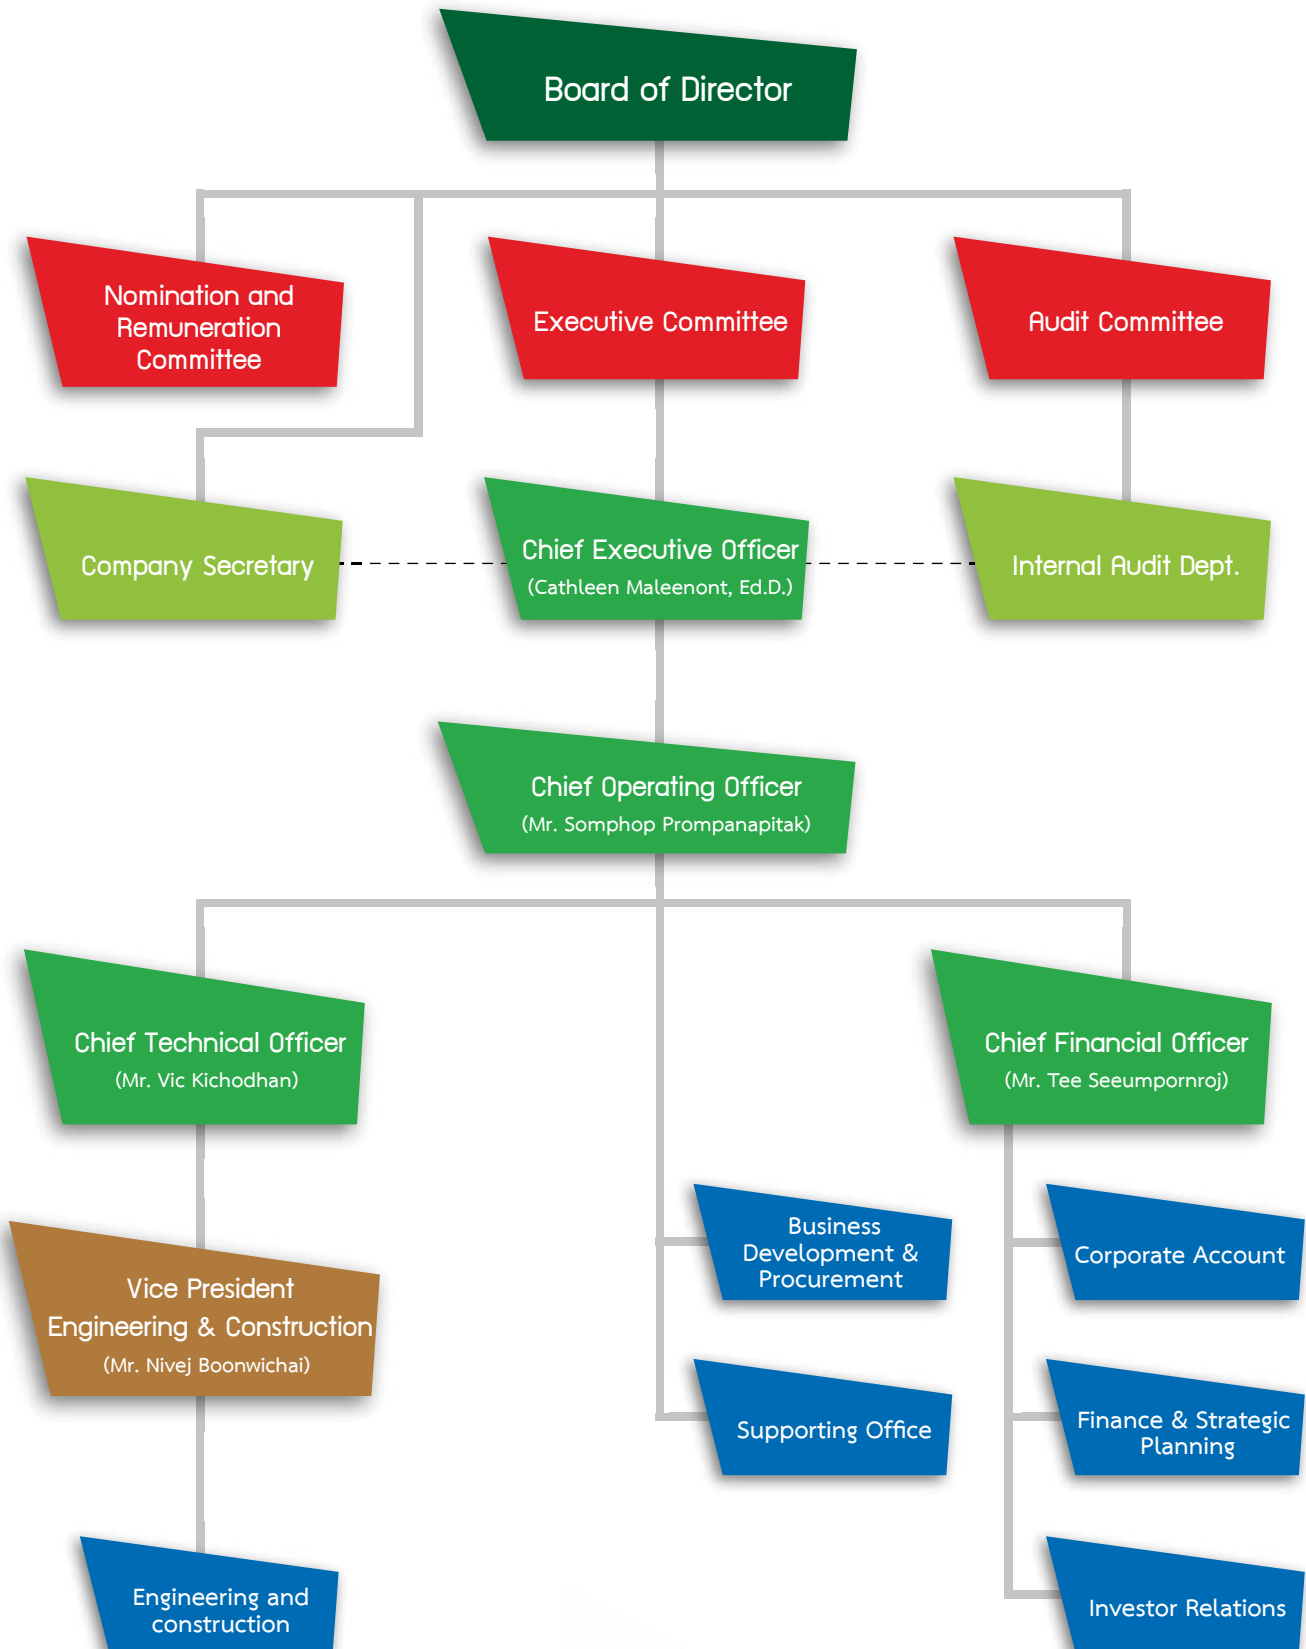 Board of Director
Nomination and
Remuneration
Committee
Executive Committee
Audit Committee
Company Secretary
Chief Executive Officer
(Cathleen Maleenont, Ed.D.)
Internal Audit Dept.
Chief Operating Officer
(Mr. Somphop Prompanapitak)
Chief Technical Officer
(Mr. Vic Kichodhan)
Chief Financial Officer
(Mr. Tee Seeumpornroj)
Business
Development &
Procurement
Corporate Account
Vice President
Engineering & Construction
(Mr. Nivej Boonwichai)
Supporting Office
Finance & Strategic
Planning
Engineering and
construction
Investor Relations